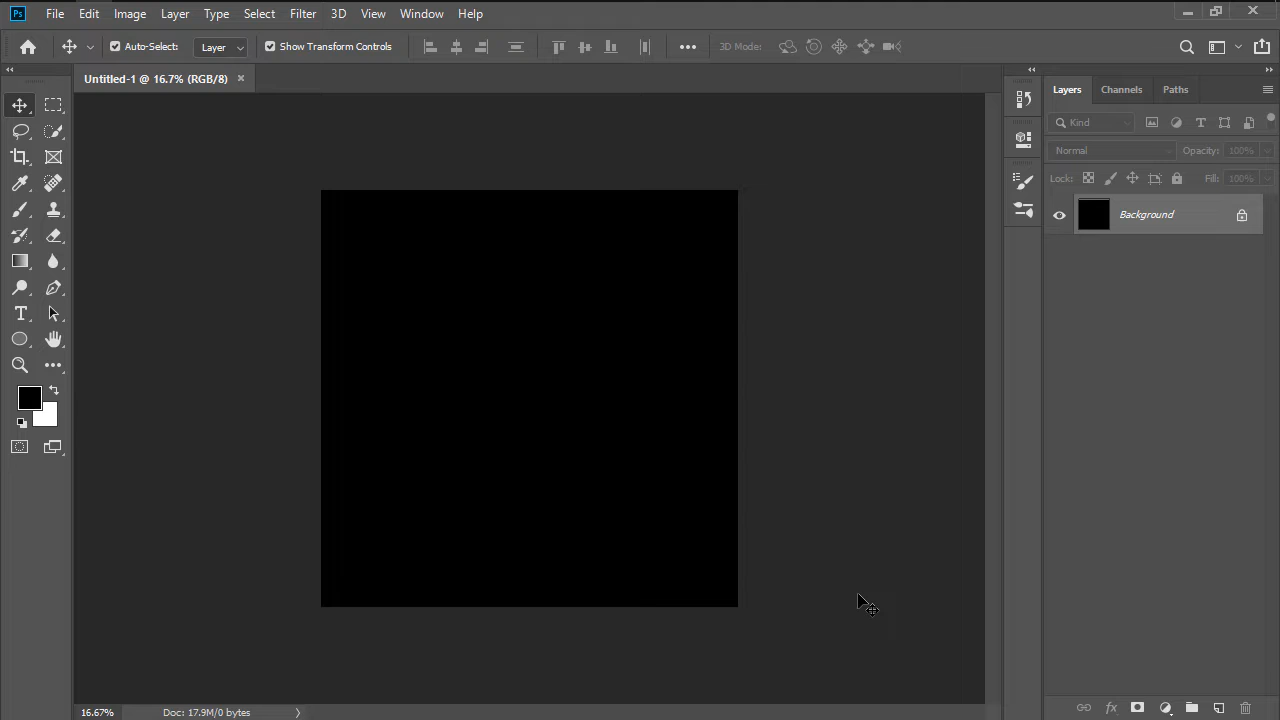 Ps File Edit Image Layer Type Select Filter 3D View Window Help
Auto-Select: Layer Show Transform Controls 3D Mode:
Untitled-1 @ 16.7% (RGB/8)
Layers Channels Paths
Kind
Normal Opacity: 100%
Lock: Fill: 100%
Background
16.67% Doc: 17.9M/0 bytes